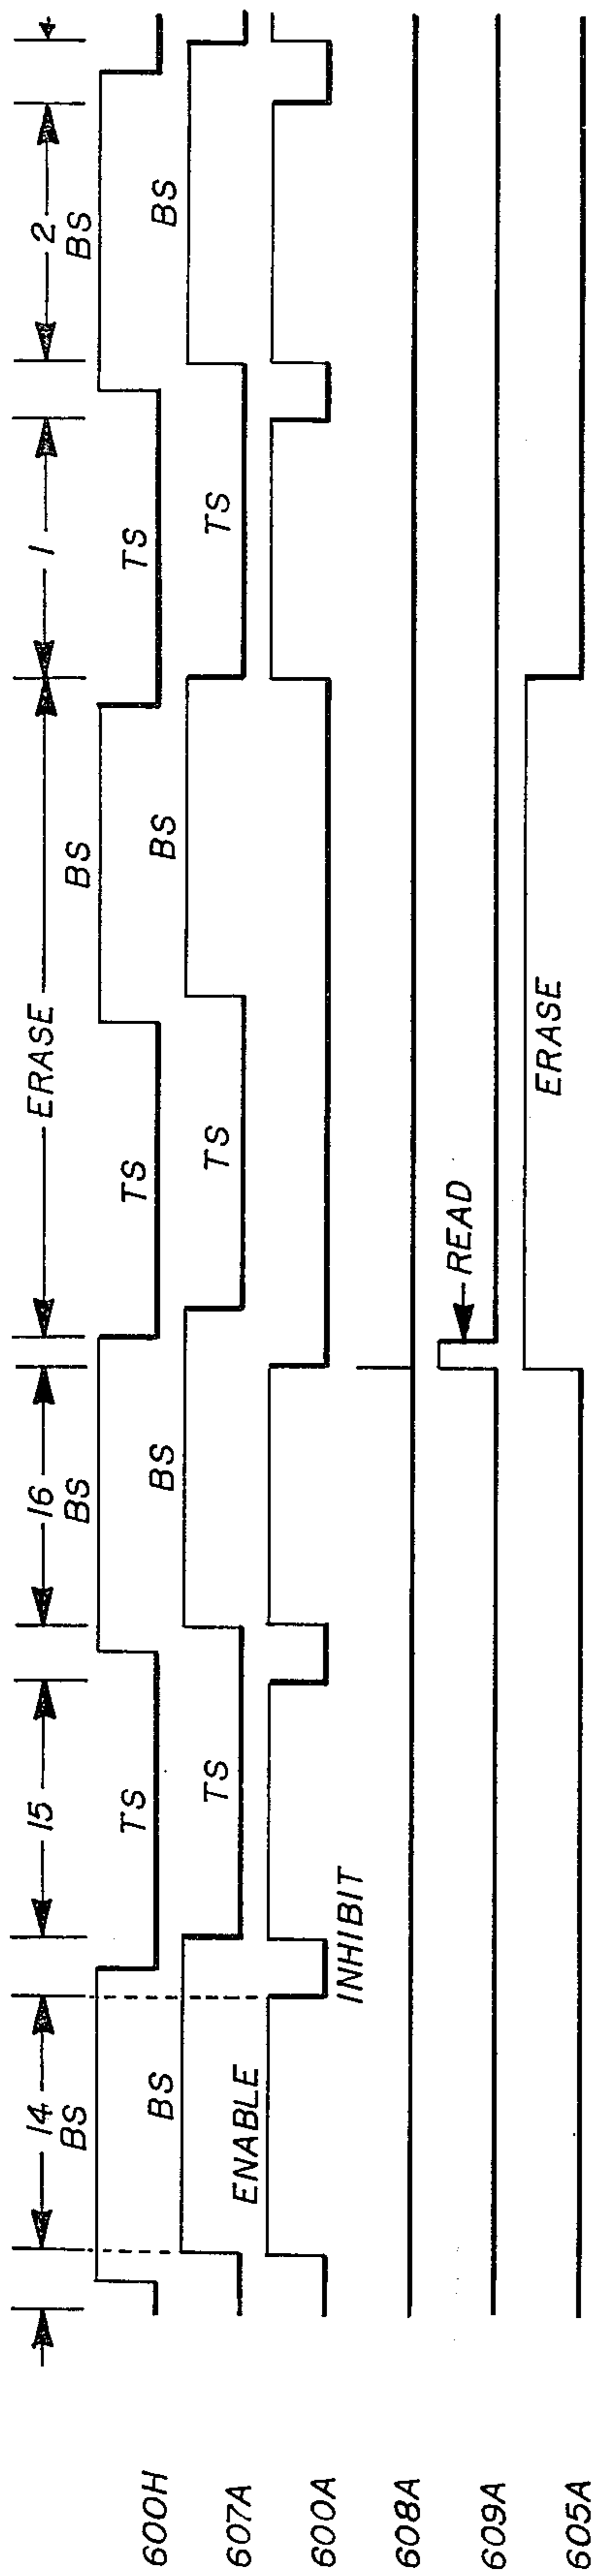 14 15 16 ERASE 1 2
BS BS BS BS
600H TS TS TS
BS BS BS BS
607A TS TS TS
ENABLE
600A
INHIBIT
608A
READ
609A
ERASE
605A